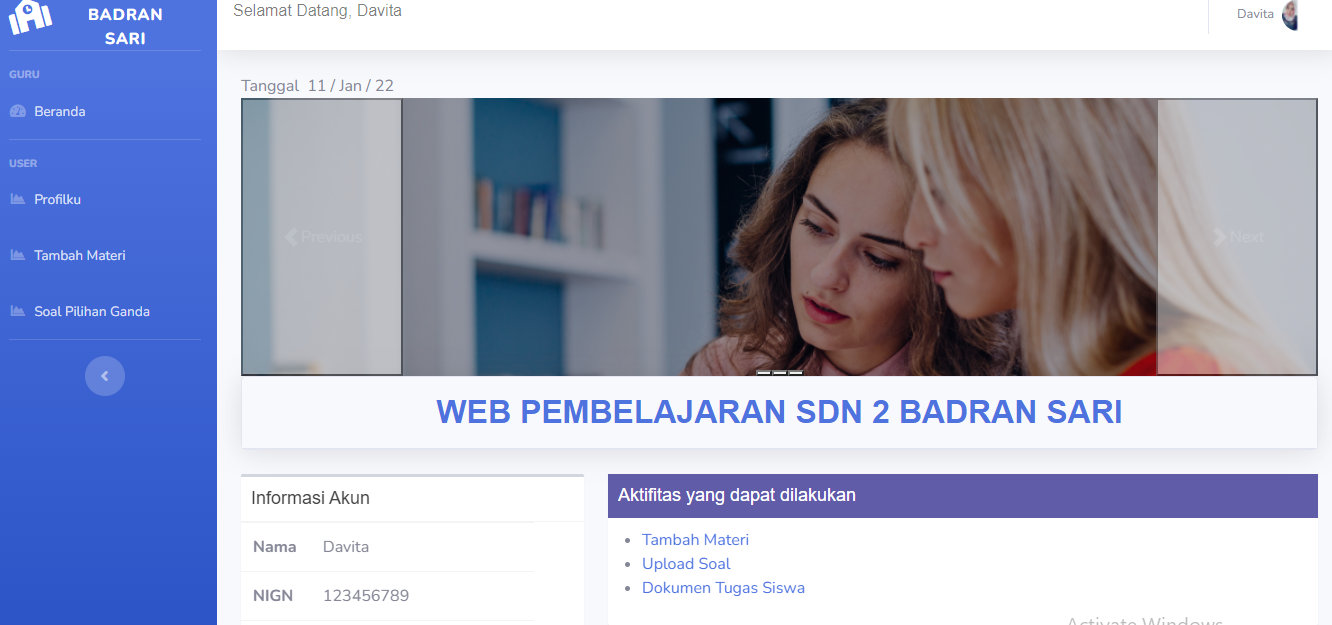 BADRAN
SARI
GURU
Beranda
USER
Profilku
Tambah Materi
Soal Pilihan Ganda
Selamat Datang, Davita
Davita
Tanggal 11 / Jan / 22
Previous
Next
WEB PEMBELAJARAN SDN 2 BADRAN SARI
Informasi Akun
Nama Davita
NIGN 123456789
Aktifitas yang dapat dilakukan
Tambah Materi
Upload Soal
Dokumen Tugas Siswa
Activate Windows